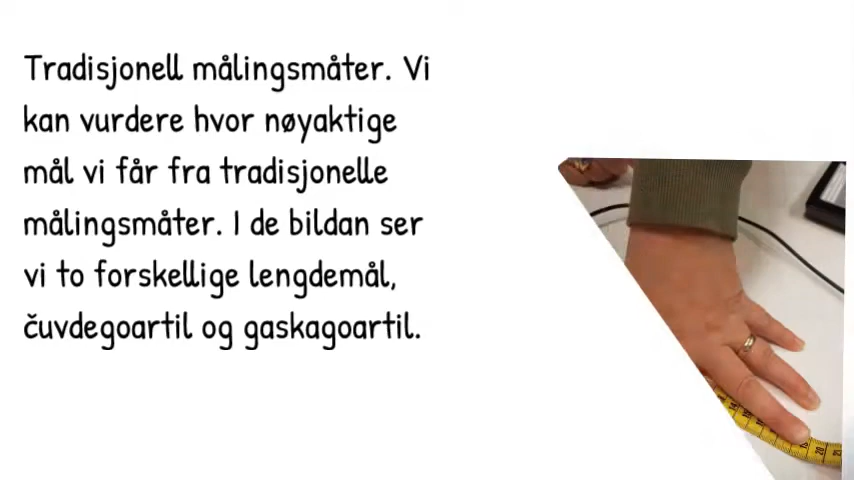 Tradisjonell målingsmåter. Vi
kan vurdere hvor nøyaktige
mål vi får fra tradisjonelle
målingsmåter. I de bildan ser
vi to forskellige lengdemål,
čuvdegoartil og gaskagoartil.
20